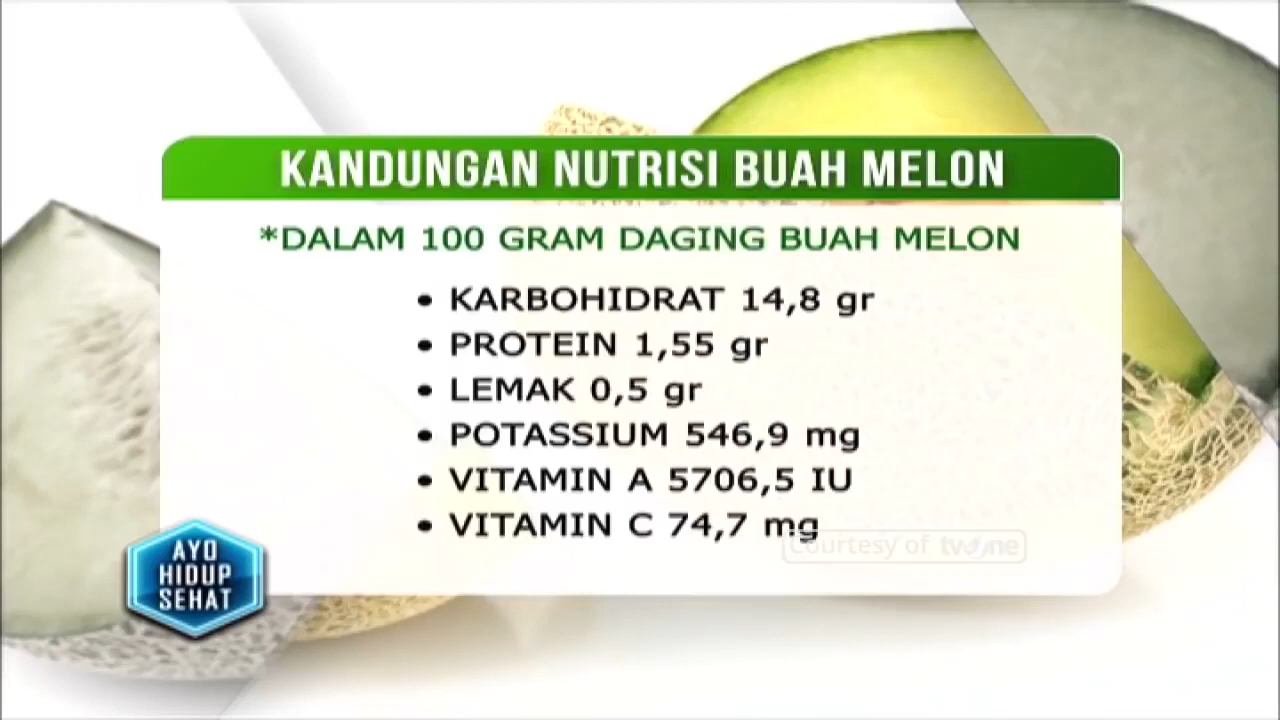 KANDUNGAN NUTRISI BUAH MELON
*DALAM 100 GRAM DAGING BUAH MELON
• KARBOHIDRAT 14,8 gr
• PROTEIN 1,55 gr
• LEMAK 0,5 gr
• POTASSIUM 546,9 mg
• VITAMIN A 5706,5 IU
• VITAMIN C 74,7 mg
Courtesy of tvOne
AYO
HIDUP
SEHAT